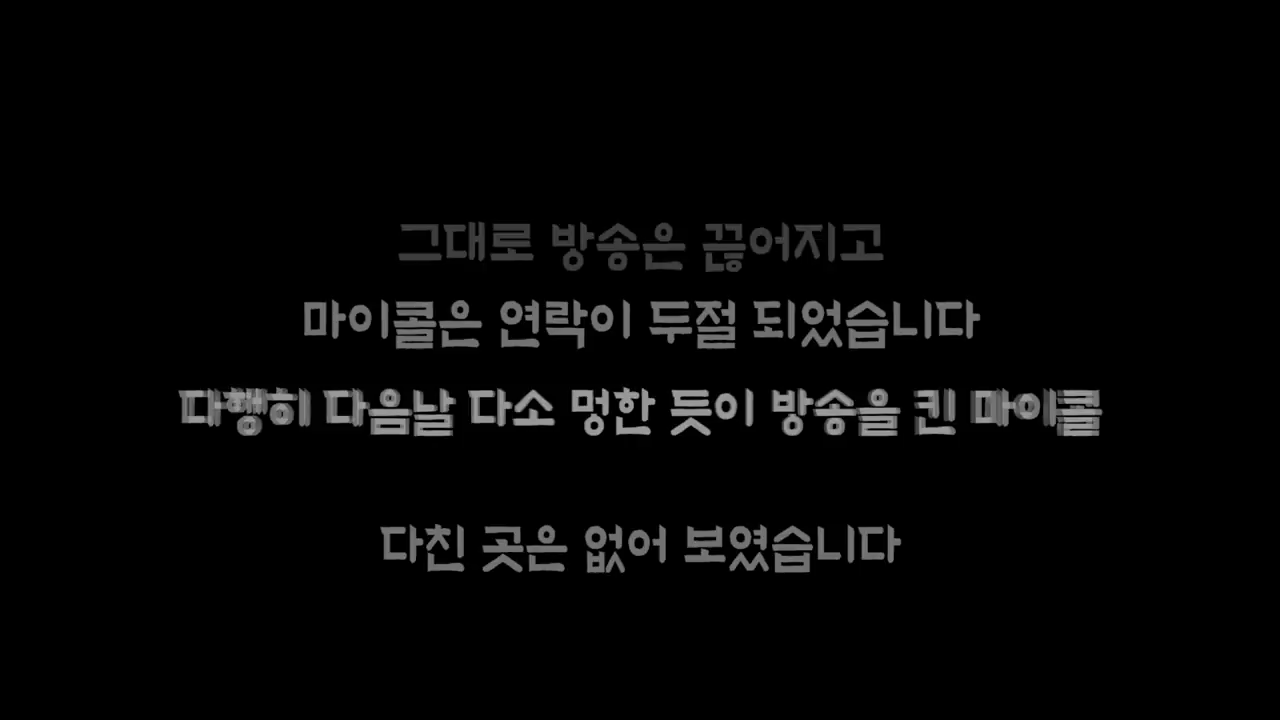 그대로 방송은 끊어지고
마이콜은 연락이 두절 되었습니다
다행히 다음날 다소 멍한 듯이 방송을 킨 마이콜
다친 곳은 없어 보였습니다